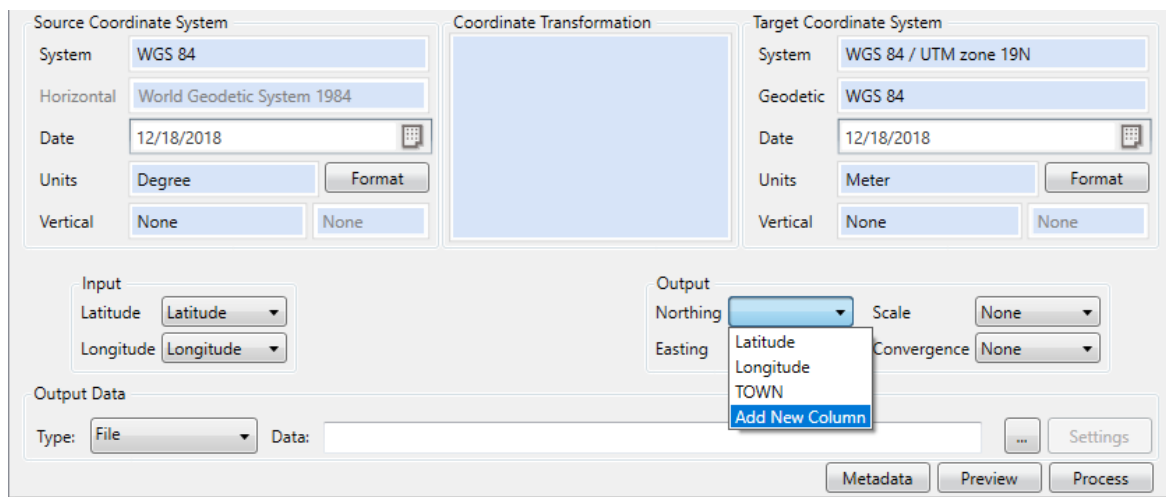 Source Coordinate System
System WGS 84
Horizontal World Geodetic System 1984
Date 12/18/2018
Units Degree Format
Vertical None None
Coordinate Transformation
Target Coordinate System
System WGS 84 / UTM zone 19N
Geodetic WGS 84
Date 12/18/2018
Units Meter Format
Vertical None None
Input
Latitude Latitude
Longitude Longitude
Output
Northing Scale None
Easting Convergence None
Latitude
Longitude
TOWN
Add New Column
Output Data
Type: File Data: ... Settings
Metadata Preview Process